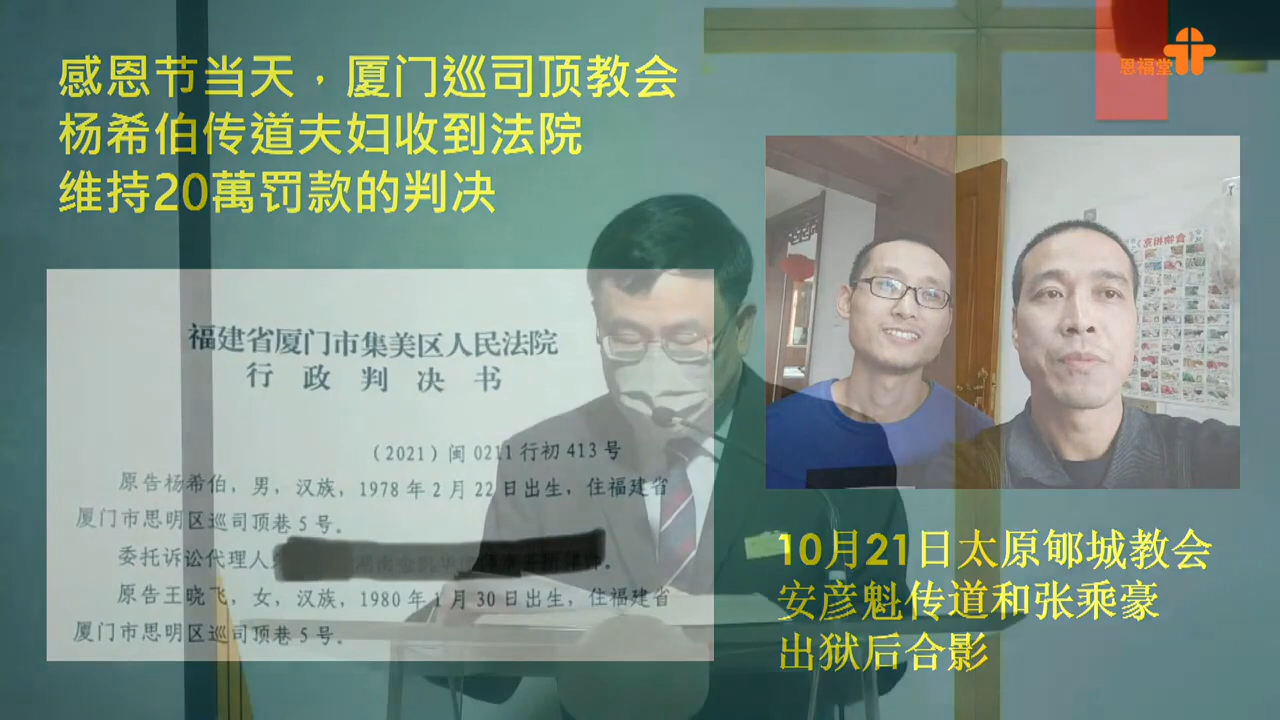 感恩节当天，厦门巡司顶教会
杨希伯传道夫妇收到法院
维持20萬罚款的判决
恩福堂
福建省厦门市集美区人民法院
行政判决书
（2021）闽0211行初413号
原告杨希伯，男，汉族，1978年2月22日出生，住福建省
厦门市思明区巡司顶巷5号。
委托诉讼代理人
原告王晓飞，女，汉族，1980年1月30日出生，住福建省
厦门市思明区巡司顶巷5号。
10月21日太原郇城教会
安彦魁传道和张乘豪
出狱后合影